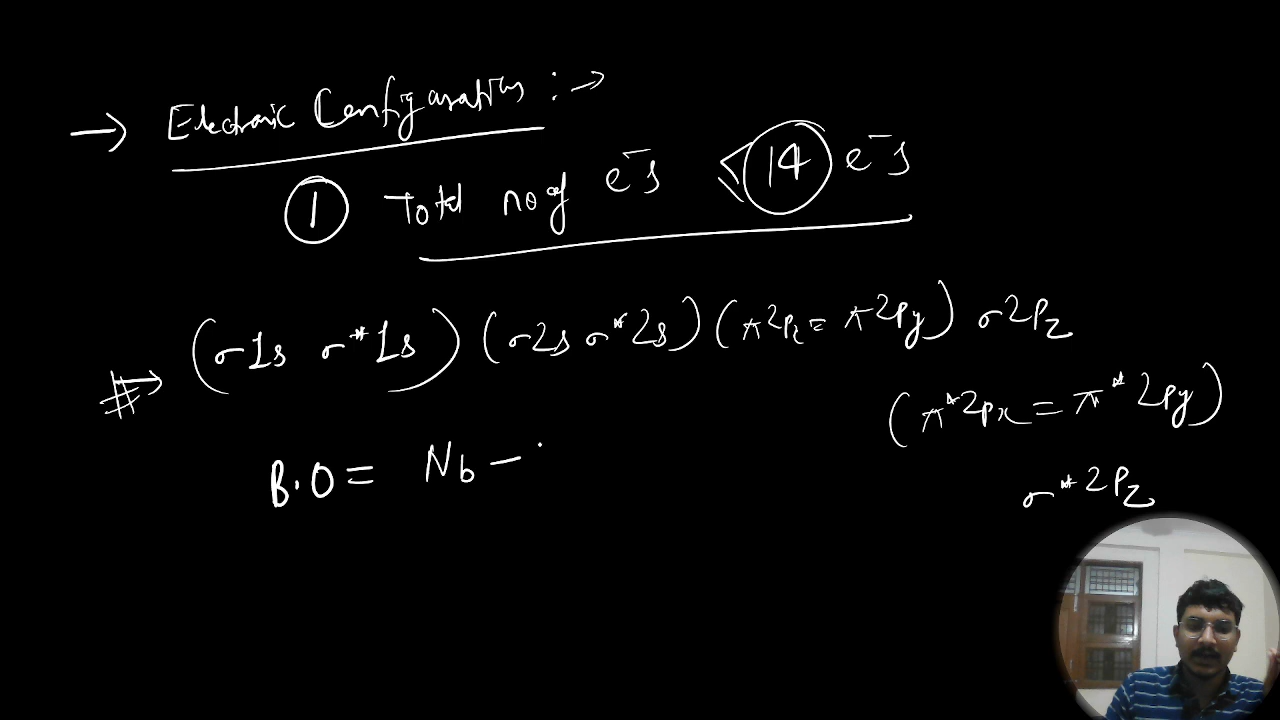 → Electronic Configuration :→
① Total no of e⁻s ≤ 14 e⁻s
#→ (σ1s σ*1s) (σ2s σ*2s) (π2px = π2py) σ2pz
(π*2px = π*2py)
σ*2pz
B.O = Nb −